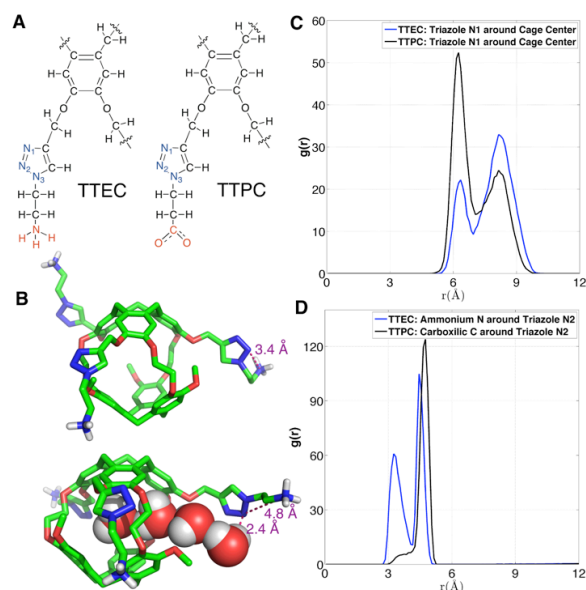 A
H
C-H
H
H
H
O
O
H
H
C
H
C-H
H
N1
N2
N3
H
H-C-H
H-C-H
H-N-H
H
TTEC
H
C-H
H
H
H
O
O
H
H
C
H
C-H
H
N1
N2
N3
H
H-C-H
H-C-H
C
O
O
TTPC
B
3.4 Å
4.8 Å
2.4 Å
C
TTEC: Triazole N1 around Cage Center
TTPC: Triazole N1 around Cage Center
60
50
40
30
20
10
0
g(r)
0
3
6
9
12
r(Å)
D
TTEC: Ammonium N around Triazole N2
TTPC: Carboxilic C around Triazole N2
120
90
60
30
0
g(r)
0
3
6
9
12
r(Å)